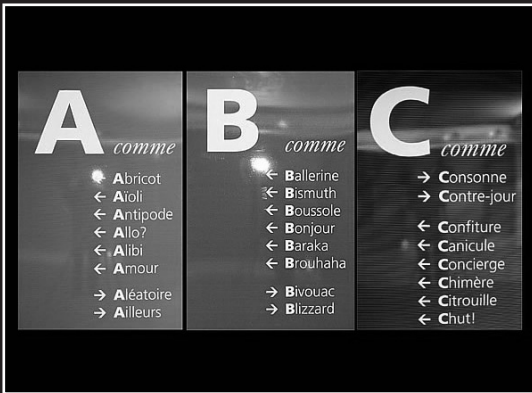 A
comme
← Abricot
← Aïoli
← Antipode
← Allo?
← Alibi
← Amour
→ Aléatoire
→ Ailleurs
B
comme
← Ballerine
← Bismuth
← Boussole
← Bonjour
← Baraka
← Brouhaha
→ Bivouac
→ Blizzard
C
comme
→ Consonne
→ Contre-jour
← Confiture
← Canicule
← Concierge
← Chimère
← Citrouille
← Chut!